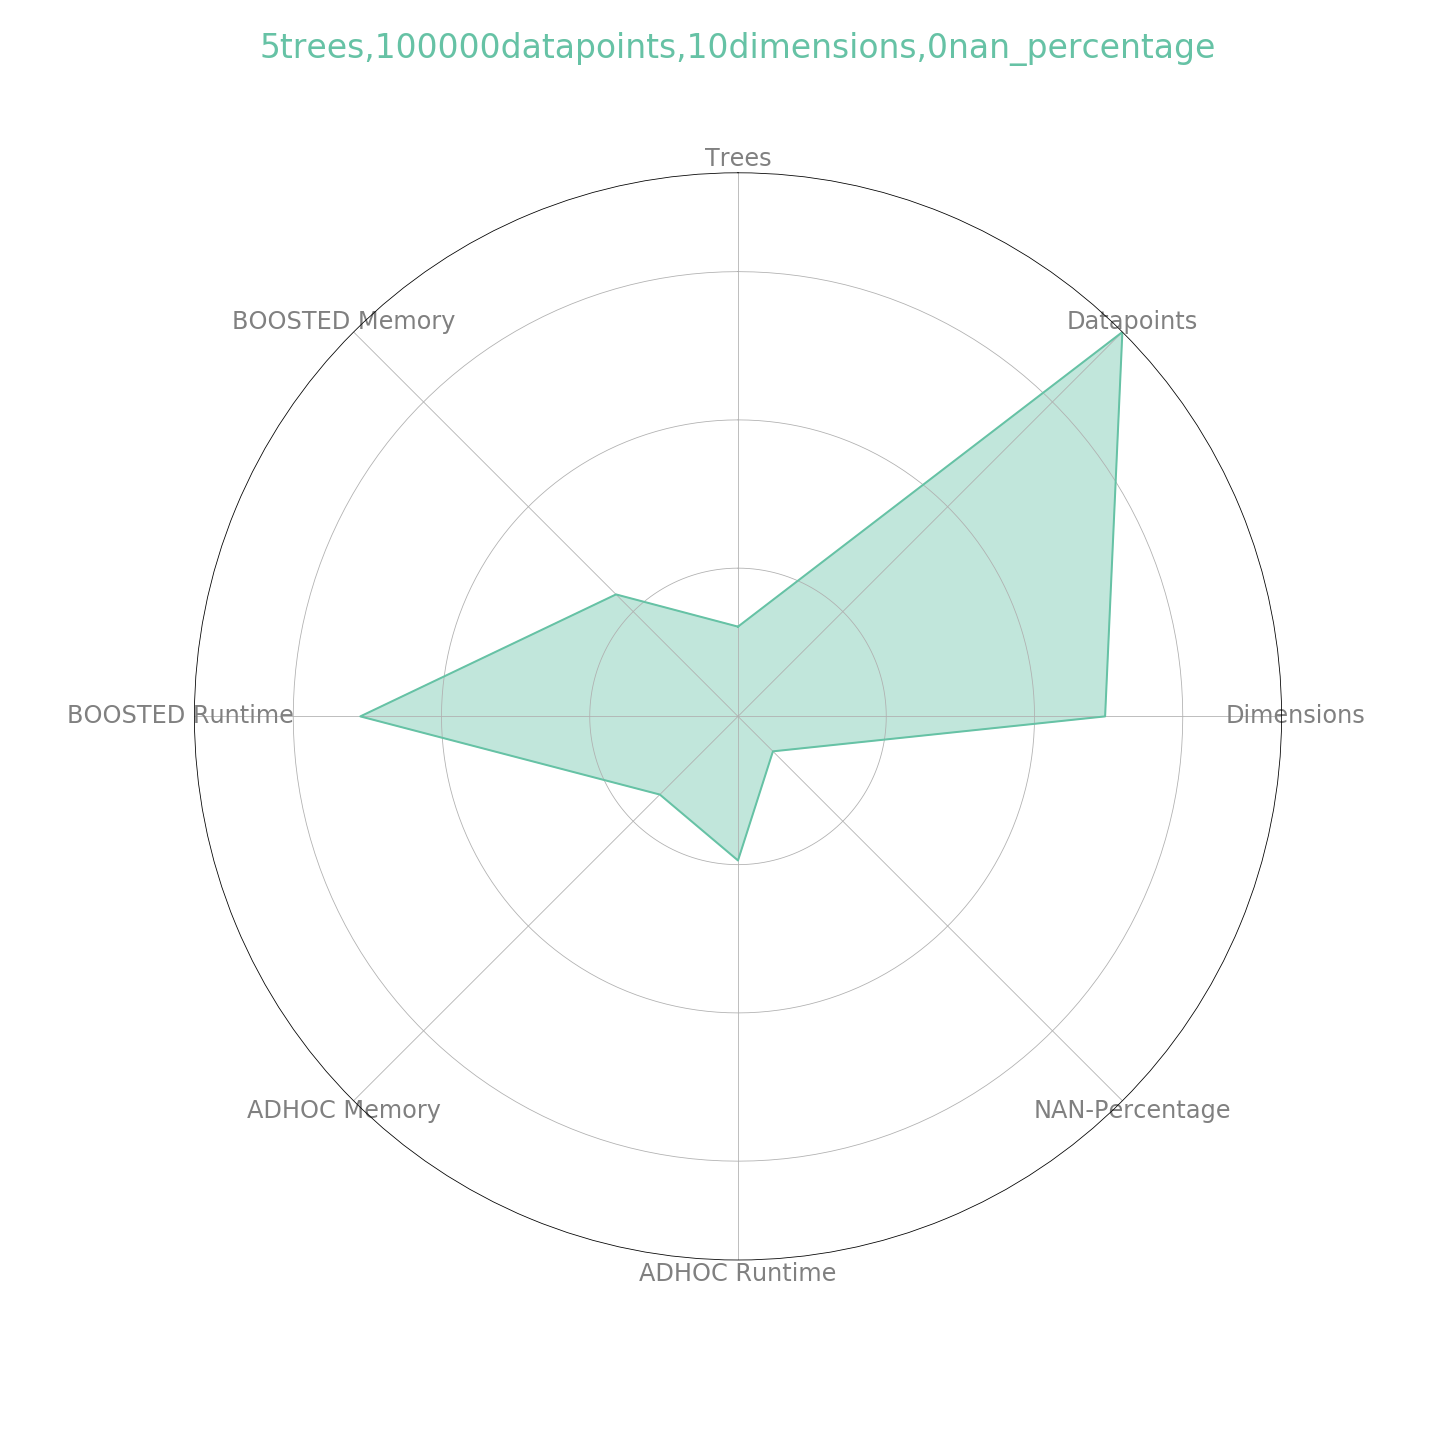 5trees,100000datapoints,10dimensions,0nan_percentage
Trees
BOOSTED Memory
Datapoints
BOOSTED Runtime
Dimensions
ADHOC Memory
NAN-Percentage
ADHOC Runtime